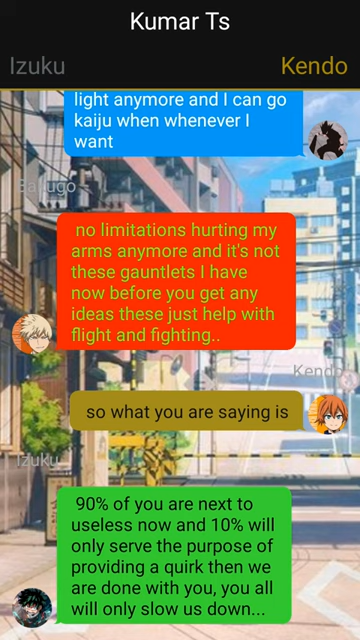 Kumar Ts
Izuku
Kendo
light anymore and I can go
kaiju when whenever I
want
Bakugo
no limitations hurting my
arms anymore and it's not
these gauntlets I have
now before you get any
ideas these just help with
flight and fighting..
Kendo
so what you are saying is
Izuku
90% of you are next to
useless now and 10% will
only serve the purpose of
providing a quirk then we
are done with you, you all
will only slow us down...